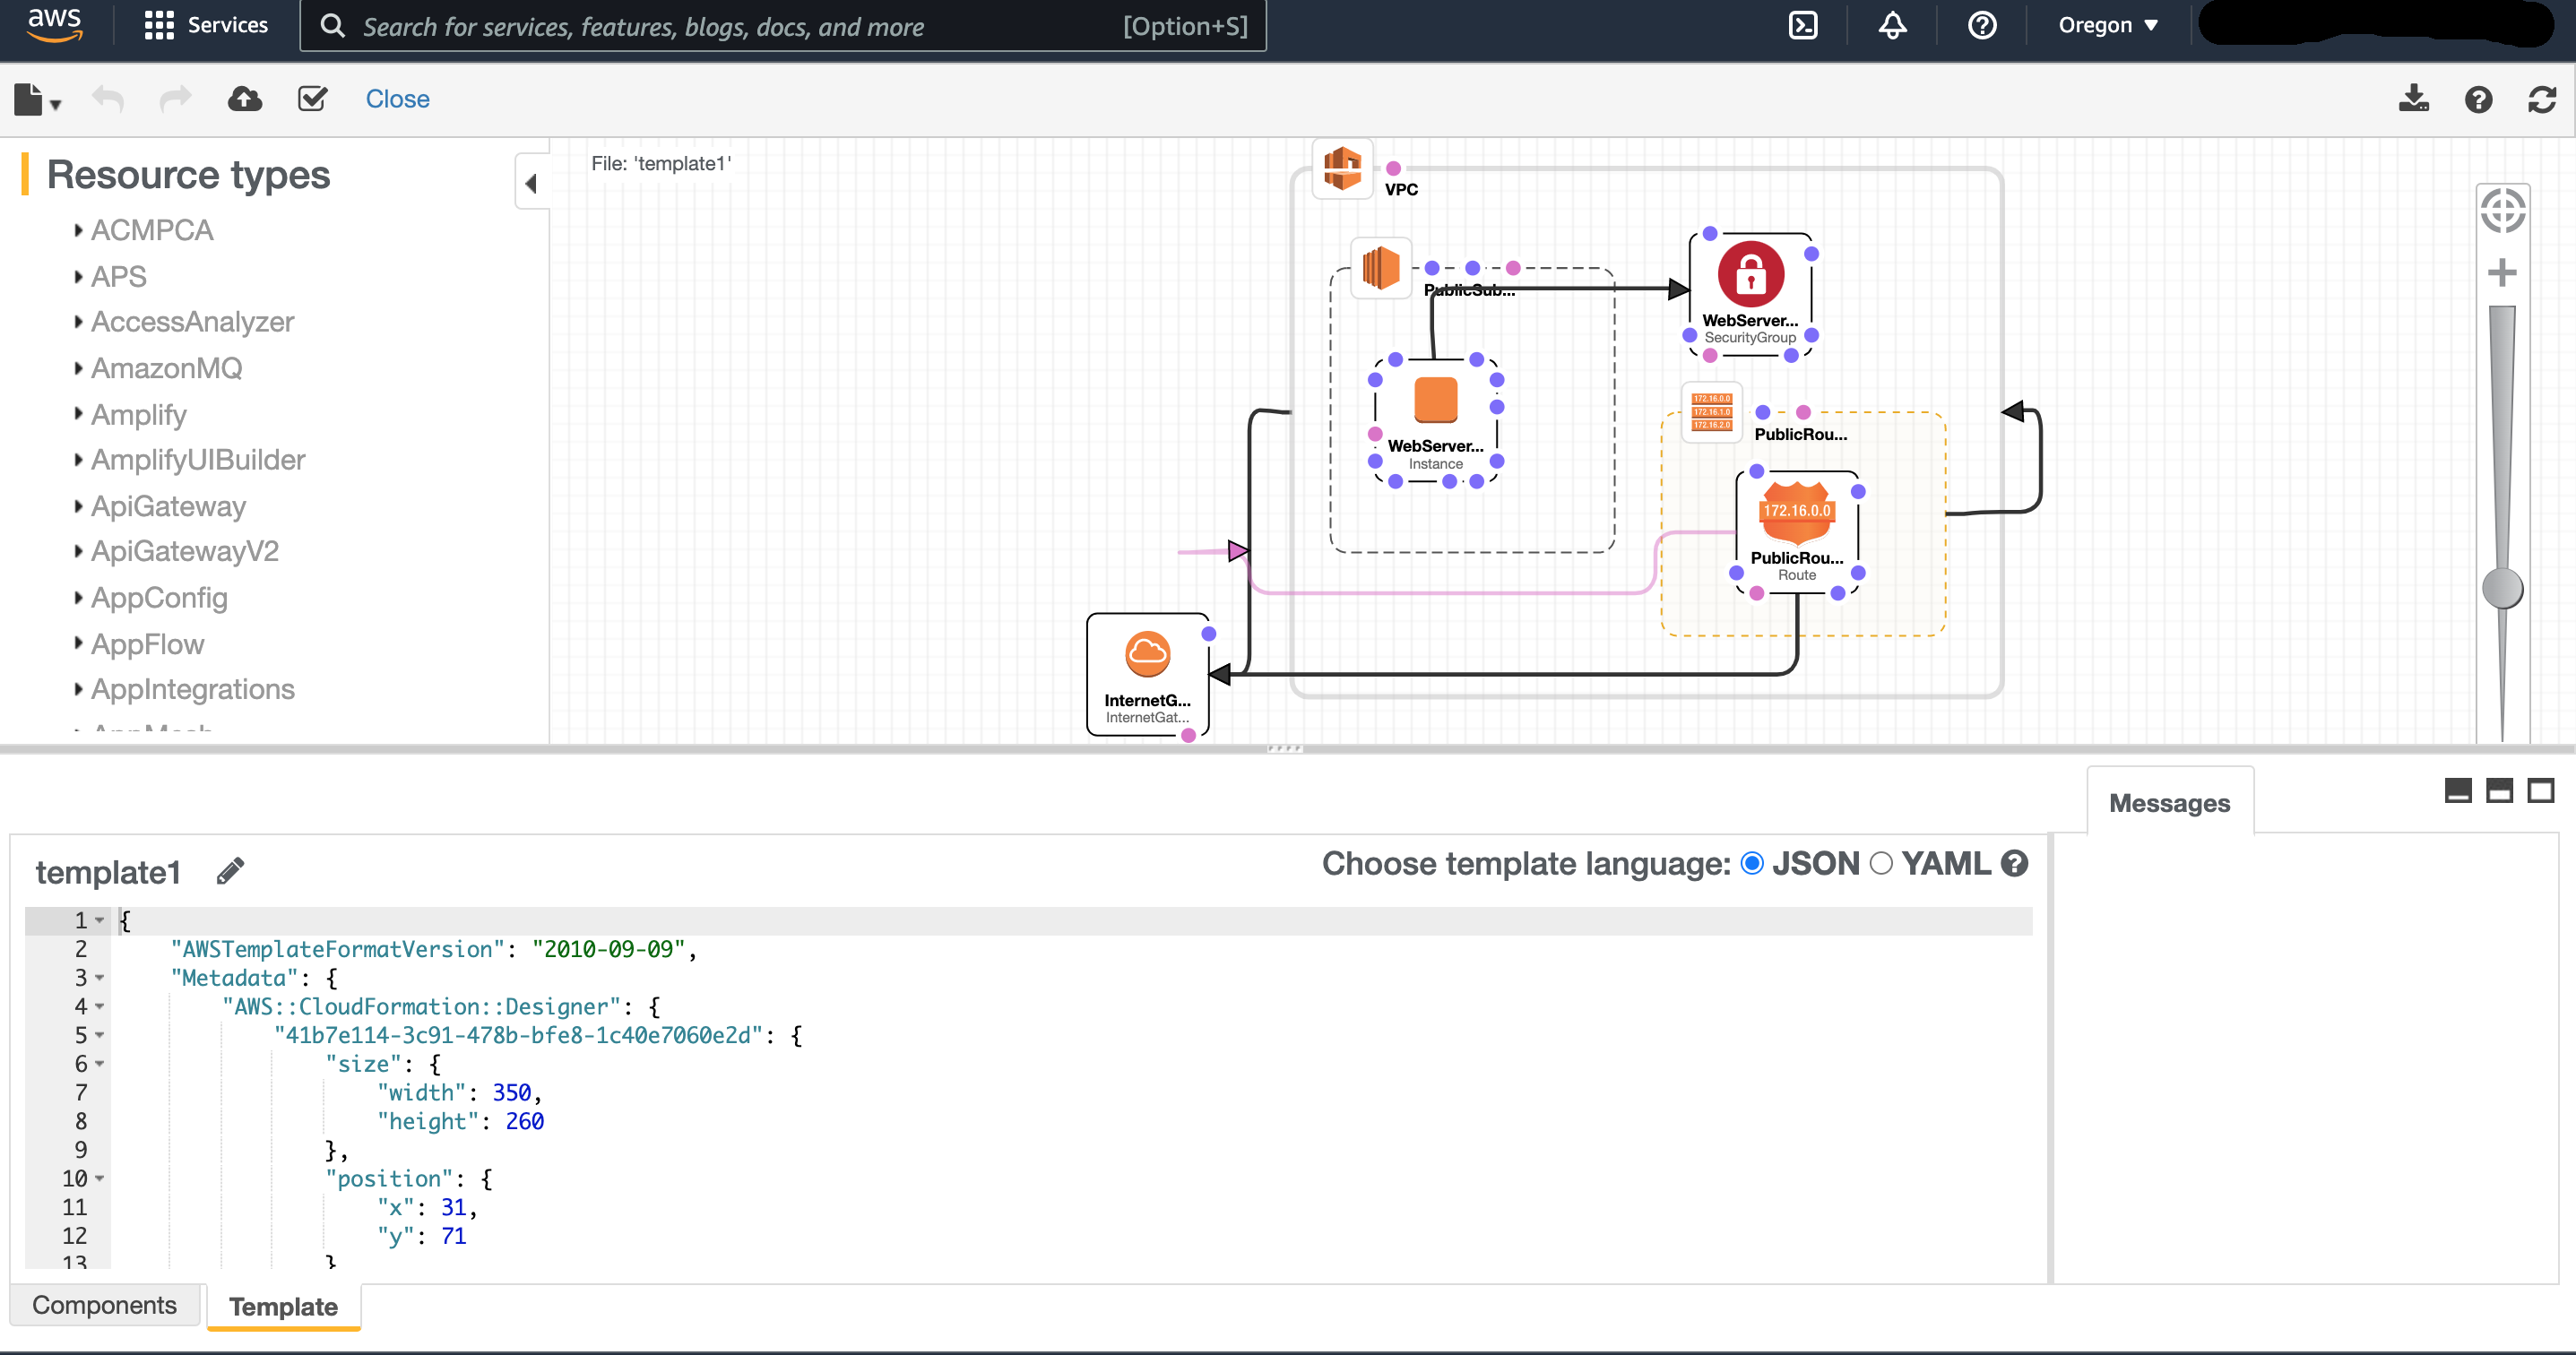 aws
Services
Search for services, features, blogs, docs, and more
[Option+S]
Oregon ▼
Close
Resource types
ACMPCA
APS
AccessAnalyzer
AmazonMQ
Amplify
AmplifyUIBuilder
ApiGateway
ApiGatewayV2
AppConfig
AppFlow
AppIntegrations
File: 'template1'
VPC
PublicSub...
WebServer...
SecurityGroup
WebServer...
Instance
172.16.0.0
172.16.1.0
172.16.2.0
PublicRou...
172.16.0.0
PublicRou...
Route
InternetG...
InternetGat...
Messages
template1
Choose template language: JSON YAML
1 {
2 "AWSTemplateFormatVersion": "2010-09-09",
3 "Metadata": {
4 "AWS::CloudFormation::Designer": {
5 "41b7e114-3c91-478b-bfe8-1c40e7060e2d": {
6 "size": {
7 "width": 350,
8 "height": 260
9 },
10 "position": {
11 "x": 31,
12 "y": 71
13 }
Components
Template